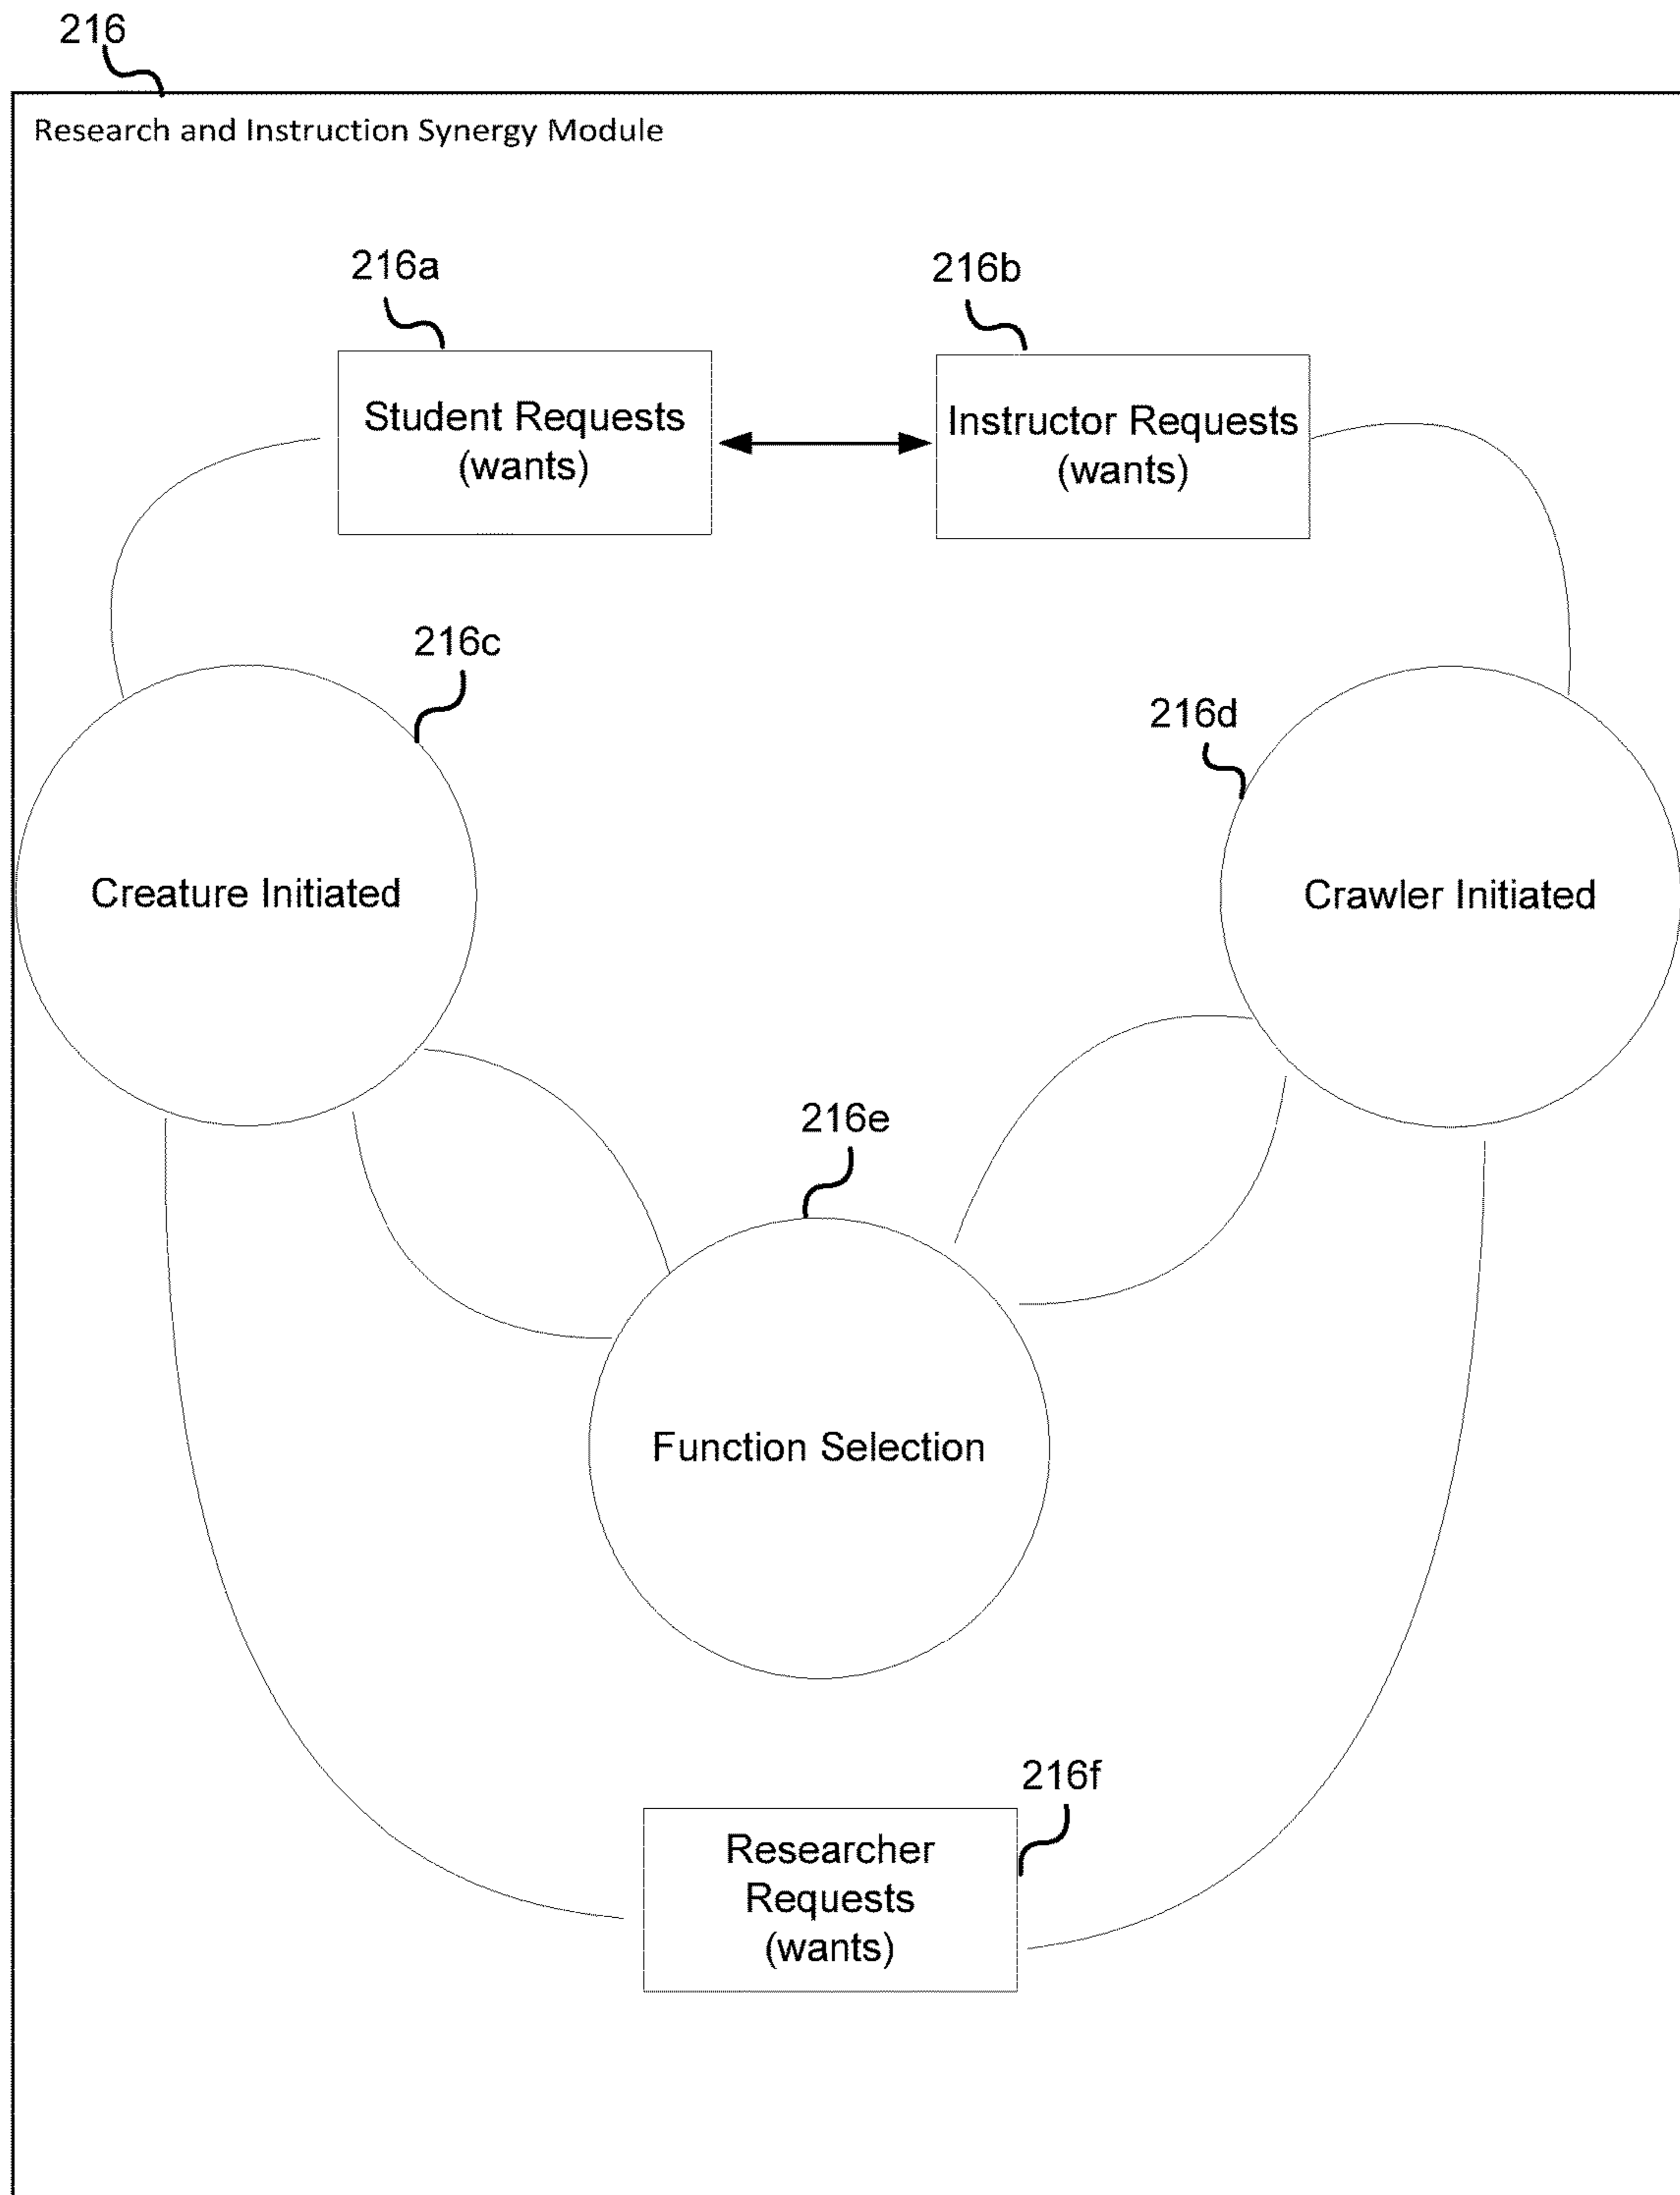 216
Research and Instruction Synergy Module
216a
216b
Student Requests
(wants)
Instructor Requests
(wants)
216c
216d
Creature Initiated
Crawler Initiated
216e
Function Selection
216f
Researcher
Requests
(wants)